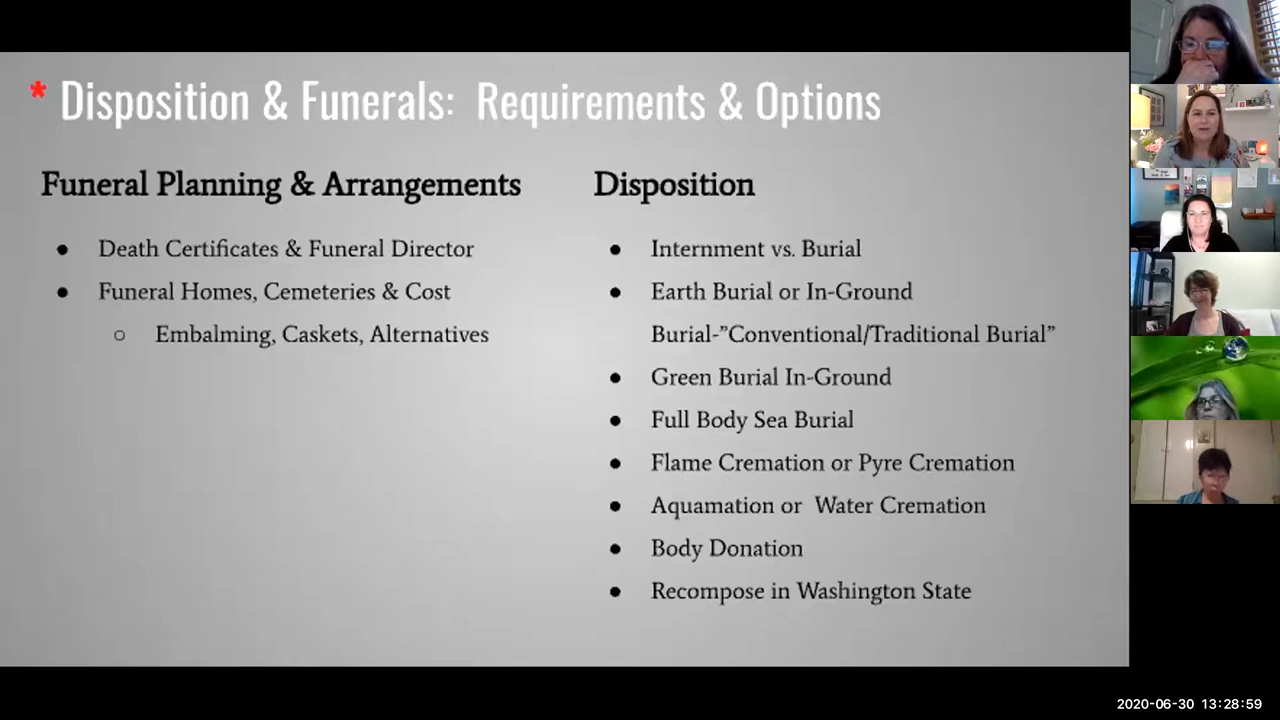 * Disposition & Funerals: Requirements & Options
Funeral Planning & Arrangements
● Death Certificates & Funeral Director
● Funeral Homes, Cemeteries & Cost
○ Embalming, Caskets, Alternatives
Disposition
● Internment vs. Burial
● Earth Burial or In-Ground
Burial-”Conventional/Traditional Burial”
● Green Burial In-Ground
● Full Body Sea Burial
● Flame Cremation or Pyre Cremation
● Aquamation or Water Cremation
● Body Donation
● Recompose in Washington State
2020-06-30 13:28:59